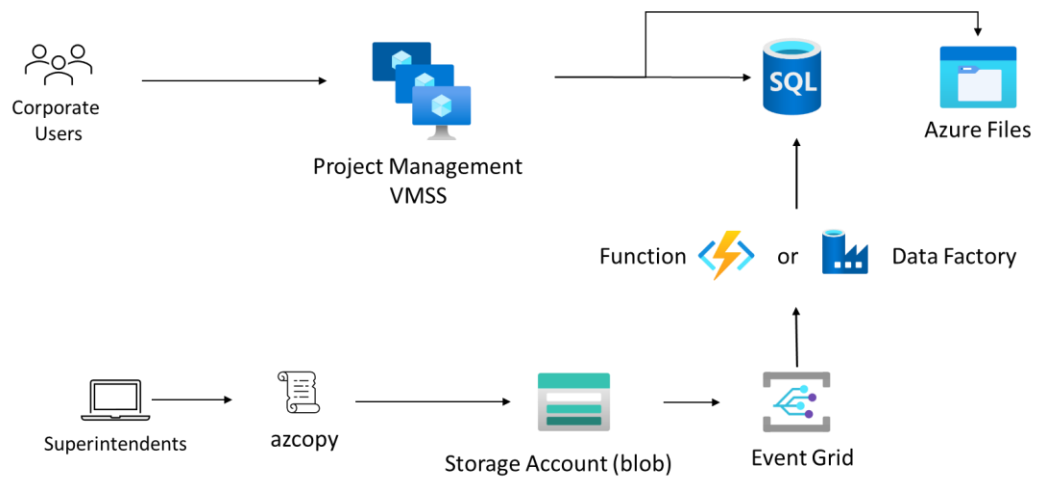 SQL
Corporate
Users
Azure Files
Project Management
VMSS
Function
or
Data Factory
Superintendents
azcopy
Storage Account (blob)
Event Grid